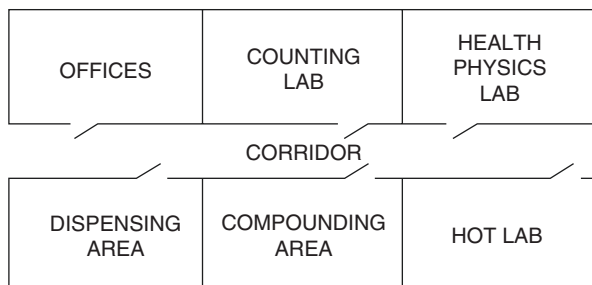 OFFICES
COUNTING
LAB
HEALTH
PHYSICS
LAB
CORRIDOR
DISPENSING
AREA
COMPOUNDING
AREA
HOT LAB